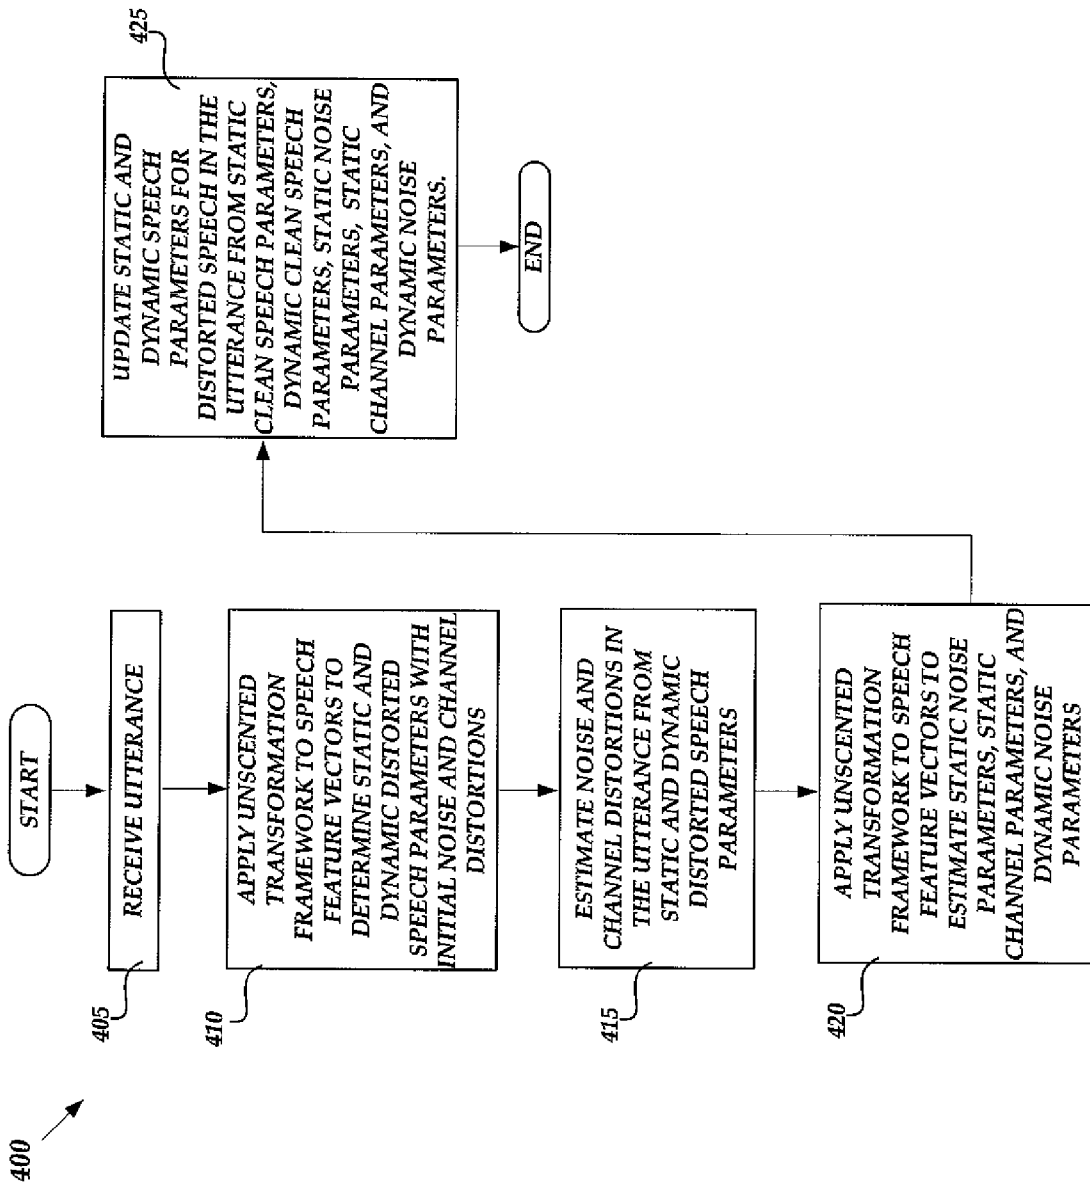 400
START
405
RECEIVE UTTERANCE
410
APPLY UNSCENTED
TRANSFORMATION
FRAMEWORK TO SPEECH
FEATURE VECTORS TO
DETERMINE STATIC AND
DYNAMIC DISTORTED
SPEECH PARAMETERS WITH
INITIAL NOISE AND CHANNEL
DISTORTIONS
415
ESTIMATE NOISE AND
CHANNEL DISTORTIONS IN
THE UTTERANCE FROM
STATIC AND DYNAMIC
DISTORTED SPEECH
PARAMETERS
420
APPLY UNSCENTED
TRANSFORMATION
FRAMEWORK TO SPEECH
FEATURE VECTORS TO
ESTIMATE STATIC NOISE
PARAMETERS, STATIC
CHANNEL PARAMETERS, AND
DYNAMIC NOISE
PARAMETERS
425
UPDATE STATIC AND
DYNAMIC SPEECH
PARAMETERS FOR
DISTORTED SPEECH IN THE
UTTERANCE FROM STATIC
CLEAN SPEECH PARAMETERS,
DYNAMIC CLEAN SPEECH
PARAMETERS, STATIC NOISE
PARAMETERS, STATIC
CHANNEL PARAMETERS, AND
DYNAMIC NOISE
PARAMETERS.
END